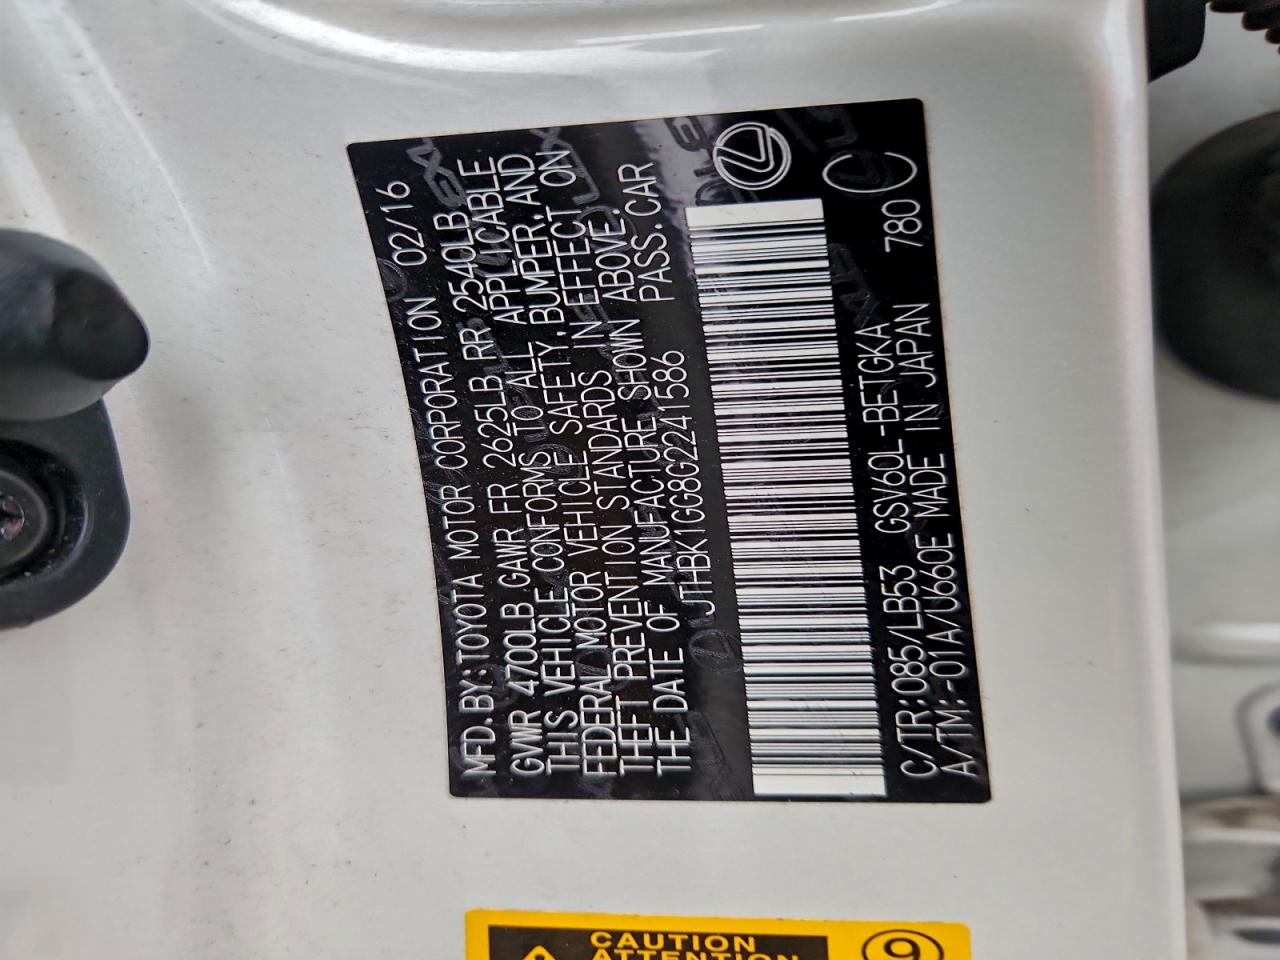 MFD.BY:TOYOTA MOTOR CORPORATION 02/16
GVWR 4700LB GAWR FR 2625LB RR 2540LB
THIS VEHICLE CONFORMS TO ALL APPLICABLE
FEDERAL MOTOR VEHICLE SAFETY,BUMPER,AND
THEFT PREVENTION STANDARDS IN EFFECT ON
THE DATE OF MANUFACTURE SHOWN ABOVE.
JTHBK1GG8G2241586 PASS.CAR
C/TR:085/LB53 GSV60L-BETGKA 780
A/TM:-01A/U660E MADE IN JAPAN
CAUTION
ATTENTION
9